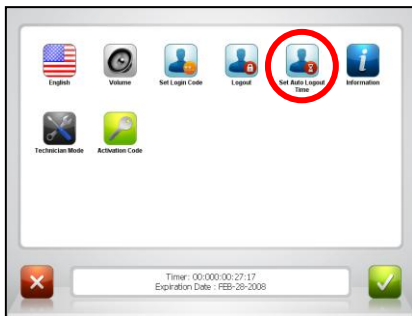 English
Volume
Set Login Code
Logout
Set Auto Logout
Time
Information
Technician Mode
Activation Code
Timer: 00:000:00:27:17
Expiration Date : FEB-28-2008